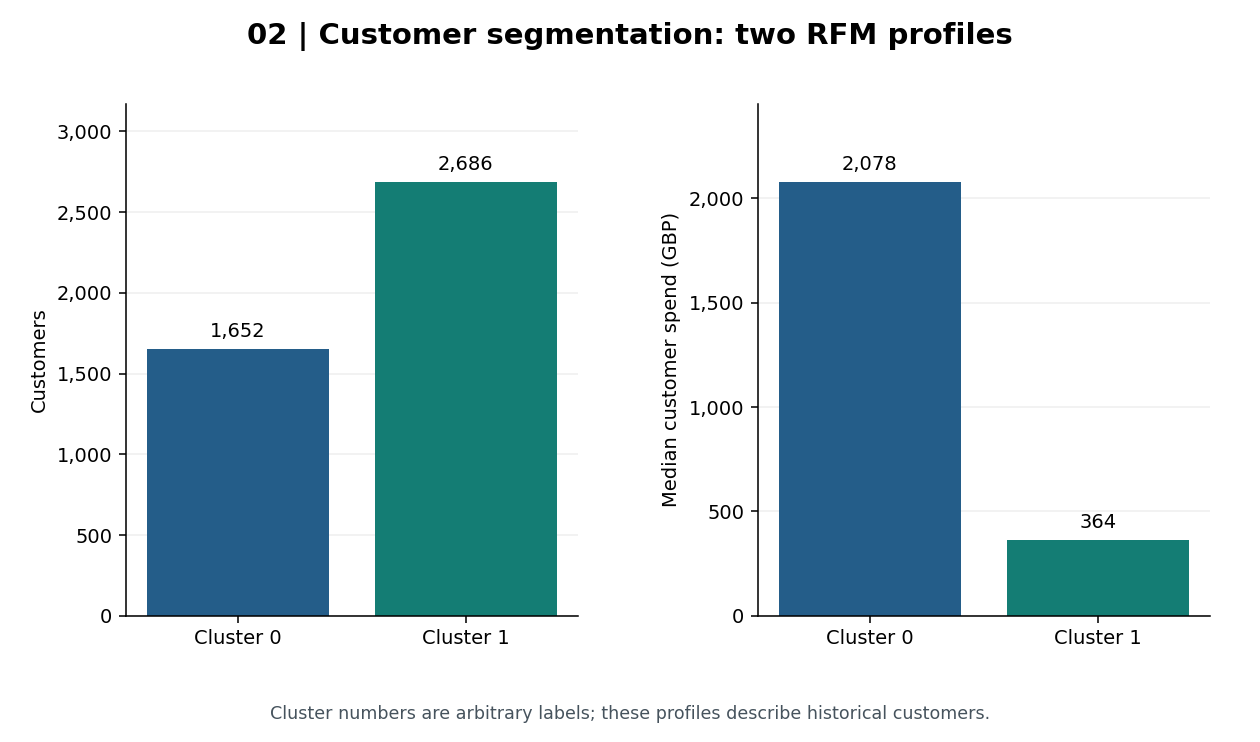 02 | Customer segmentation: two RFM profiles
Customers
3,000
2,500
2,000
1,500
1,000
500
0
2,686
1,652
Cluster 0
Cluster 1
Median customer spend (GBP)
2,000
1,500
1,000
500
0
2,078
364
Cluster 0
Cluster 1
Cluster numbers are arbitrary labels; these profiles describe historical customers.